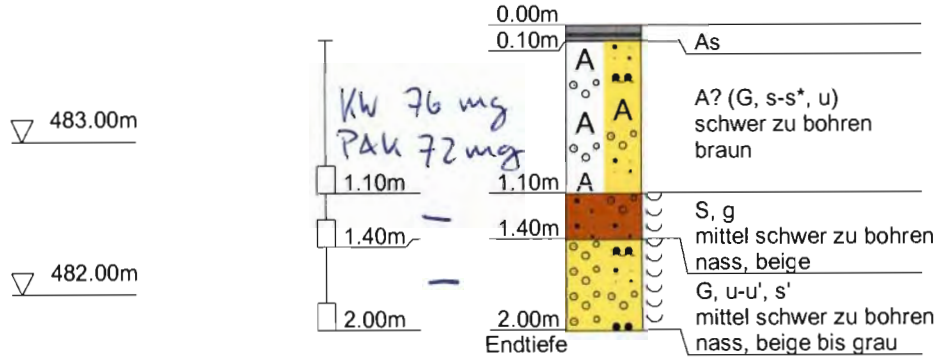 0.00m
0.10m
As
483.00m
KW 76 mg
PAK 72 mg
A A A A
A? (G, s-s*, u)
schwer zu bohren
braun
1.10m
1.10m
S, g
mittel schwer zu bohren
nass, beige
1.40m
1.40m
482.00m
G, u-u', s'
mittel schwer zu bohren
nass, beige bis grau
2.00m
2.00m
Endtiefe